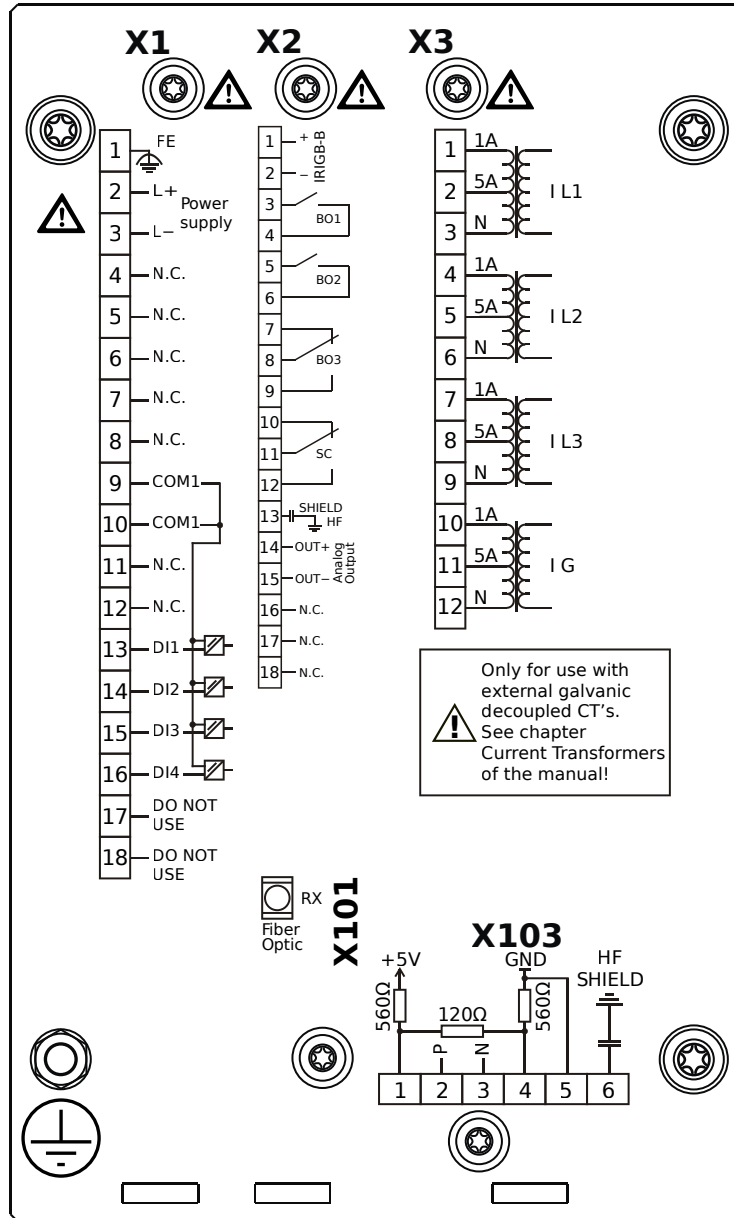 X1
X2
X3
1 FE
2 L+
Power
supply
3 L−
4 N.C.
5 N.C.
6 N.C.
7 N.C.
8 N.C.
9 COM1
10 COM1
11 N.C.
12 N.C.
13 DI1
14 DI2
15 DI3
16 DI4
17 DO NOT
USE
18 DO NOT
USE
1 +
IRIGB-B
2 −
3
BO1
4
5
BO2
6
7
8 BO3
9
10
11 SC
12
13 SHIELD
HF
14 OUT+
Analog
Output
15 OUT−
16 N.C.
17 N.C.
18 N.C.
1 1A
2 5A I L1
3 N
4 1A
5 5A I L2
6 N
7 1A
8 5A I L3
9 N
10 1A
11 5A I G
12 N
Only for use with
external galvanic
decoupled CT's.
See chapter
Current Transformers
of the manual!
RX
Fiber
Optic
X101
X103
+5V
GND
HF
SHIELD
560Ω
120Ω
560Ω
P
N
1 2 3 4 5 6